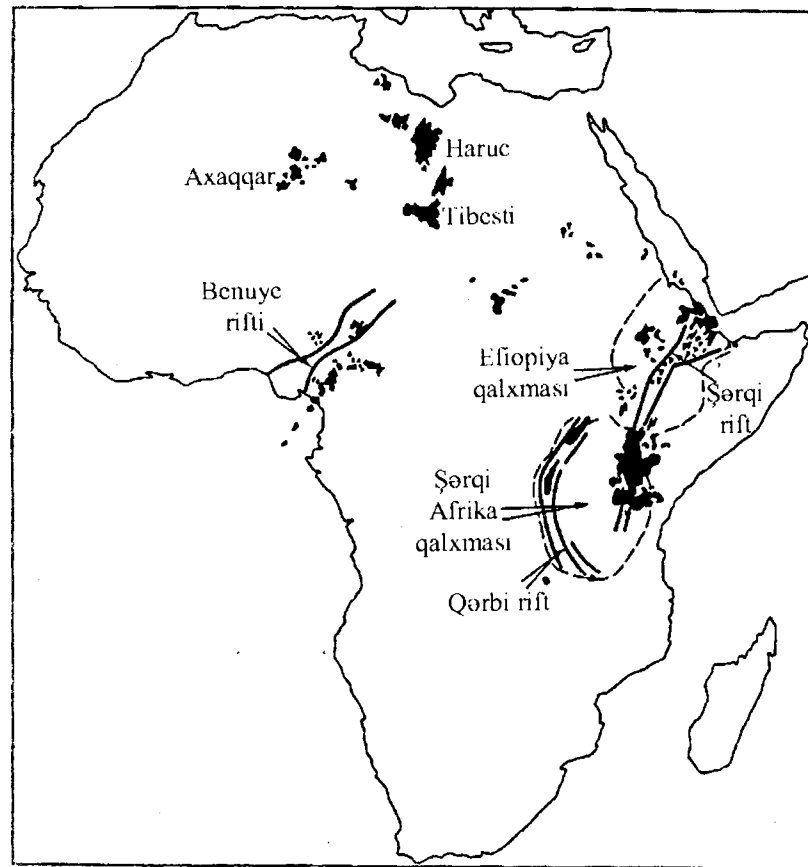 Haruc
Axaqqar
Tibesti
Benuye
rifti
Efiopiya
qalxması
Şərqi
rift
Şərqi
Afrika
qalxması
Qərbi rift